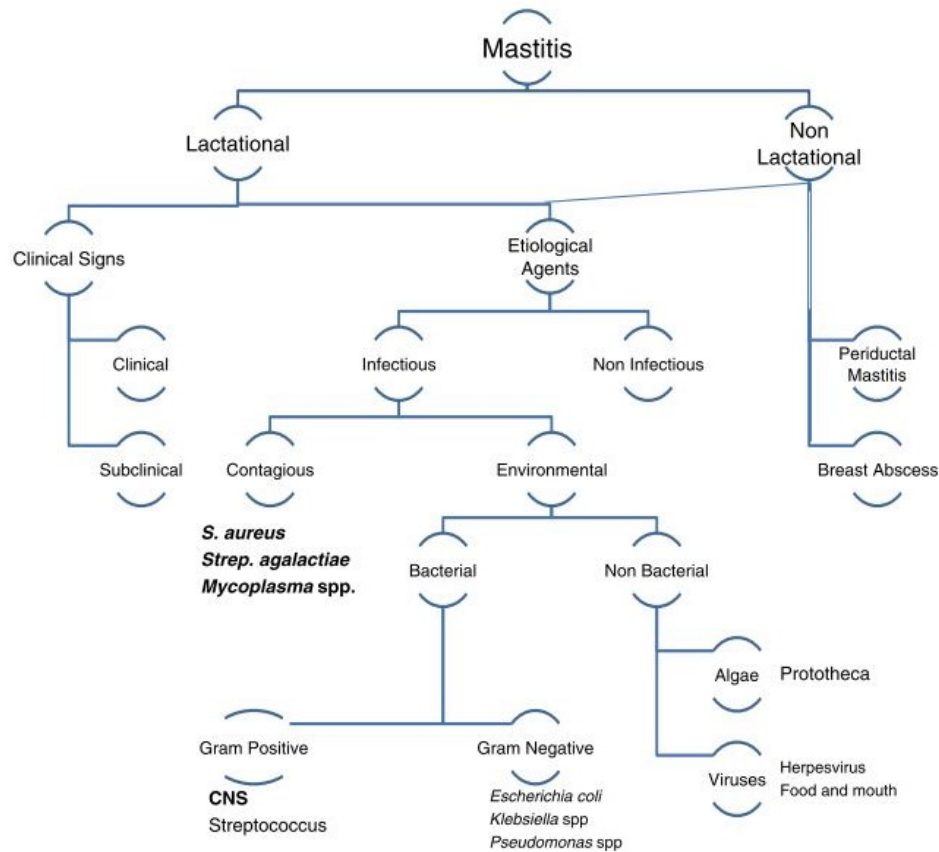 Mastitis
Lactational
Non
Lactational
Clinical Signs
Etiological
Agents
Clinical
Infectious
Non Infectious
Periductal
Mastitis
Subclinical
Contagious
Environmental
Breast Abscess
S. aureus
Strep. agalactiae
Mycoplasma spp.
Bacterial
Non Bacterial
Algae
Prototheca
Gram Positive
Gram Negative
Viruses
Herpesvirus
Food and mouth
CNS
Streptococcus
Escherichia coli
Klebsiella spp
Pseudomonas spp